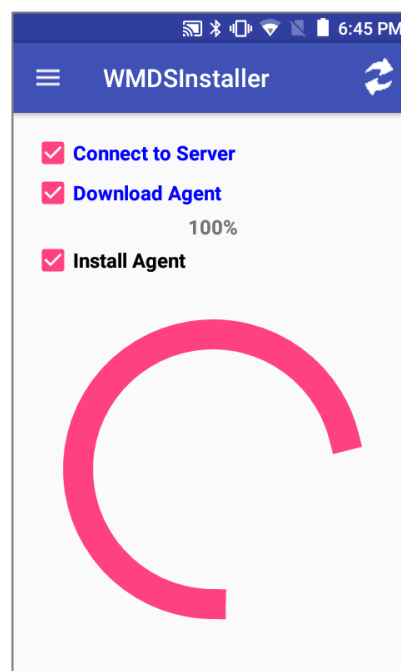 6:45 PM
WMDSInstaller
Connect to Server
Download Agent
100%
Install Agent